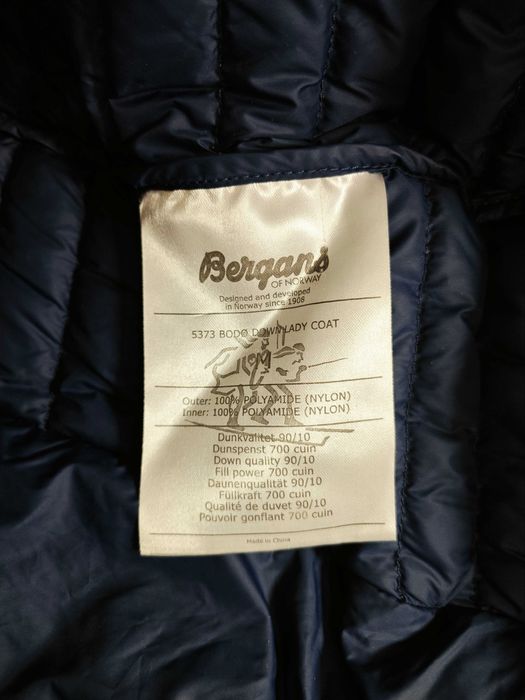 Bergans
OF NORWAY
Designed and developed
in Norway since 1908
5373 BODØ DOWNLADY COAT
Outer: 100% POLYAMIDE (NYLON)
Inner: 100% POLYAMIDE (NYLON)
Dunkvalitet 90/10
Dunspenst 700 cuin
Down quality 90/10
Fill power 700 cuin
Daunenqualität 90/10
Füllkraft 700 cuin
Qualité de duvet 90/10
Pouvoir gonflant 700 cuin
Made in China